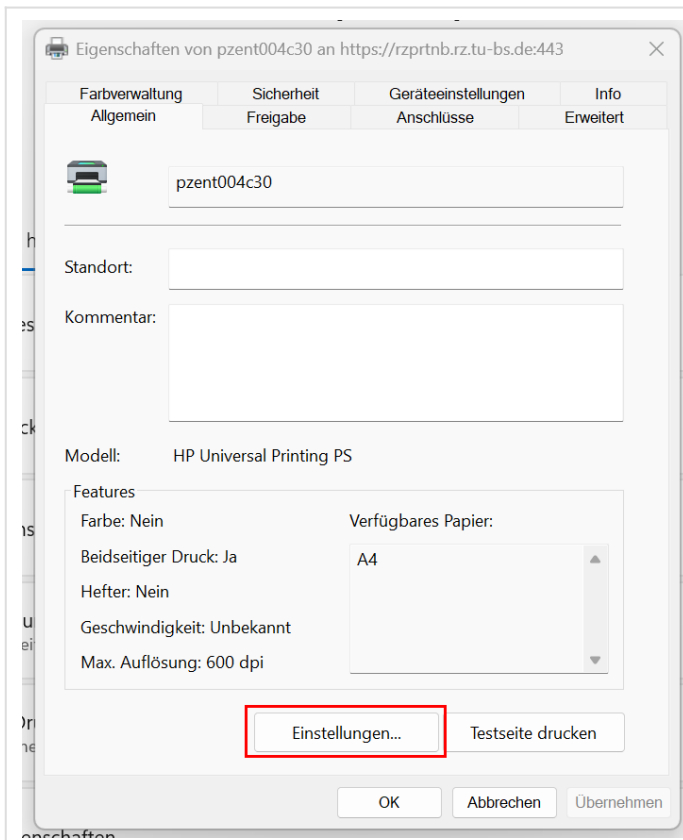 Eigenschaften von pzent004c30 an https://rzprtnb.rz.tu-bs.de:443
Farbverwaltung Sicherheit Geräteeinstellungen Info
Allgemein Freigabe Anschlüsse Erweitert
pzent004c30
Standort:
Kommentar:
Modell: HP Universal Printing PS
Features
Farbe: Nein Verfügbares Papier:
Beidseitiger Druck: Ja A4
Hefter: Nein
Geschwindigkeit: Unbekannt
Max. Auflösung: 600 dpi
Einstellungen... Testseite drucken
OK Abbrechen Übernehmen